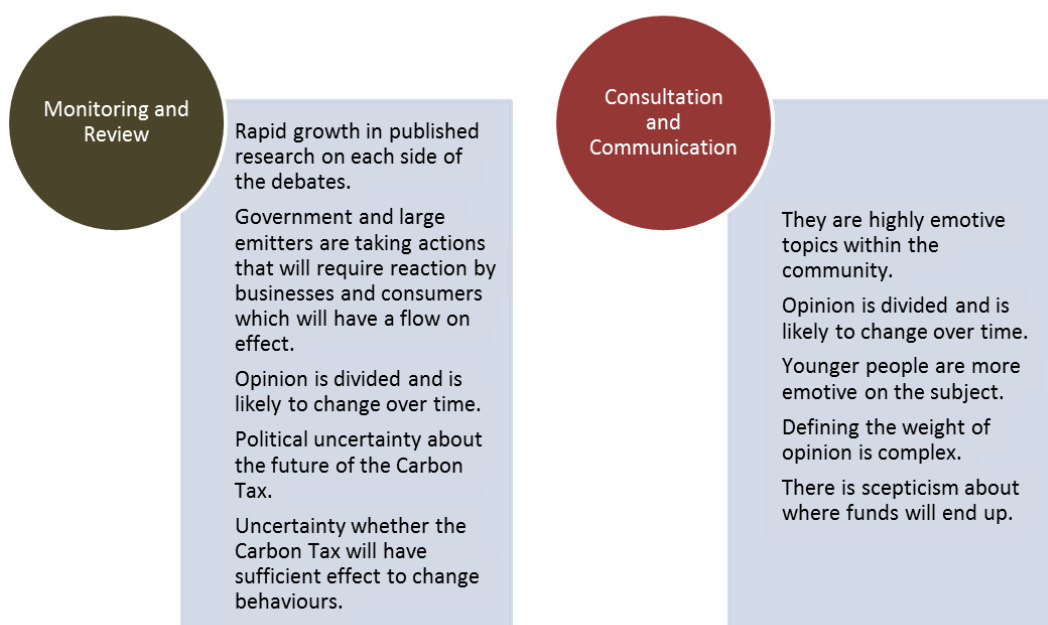 Monitoring and
Review
Rapid growth in published
research on each side of
the debates.
Government and large
emitters are taking actions
that will require reaction by
businesses and consumers
which will have a flow on
effect.
Opinion is divided and is
likely to change over time.
Political uncertainty about
the future of the Carbon
Tax.
Uncertainty whether the
Carbon Tax will have
sufficient effect to change
behaviours.
Consultation
and
Communication
They are highly emotive
topics within the
community.
Opinion is divided and is
likely to change over time.
Younger people are more
emotive on the subject.
Defining the weight of
opinion is complex.
There is scepticism about
where funds will end up.